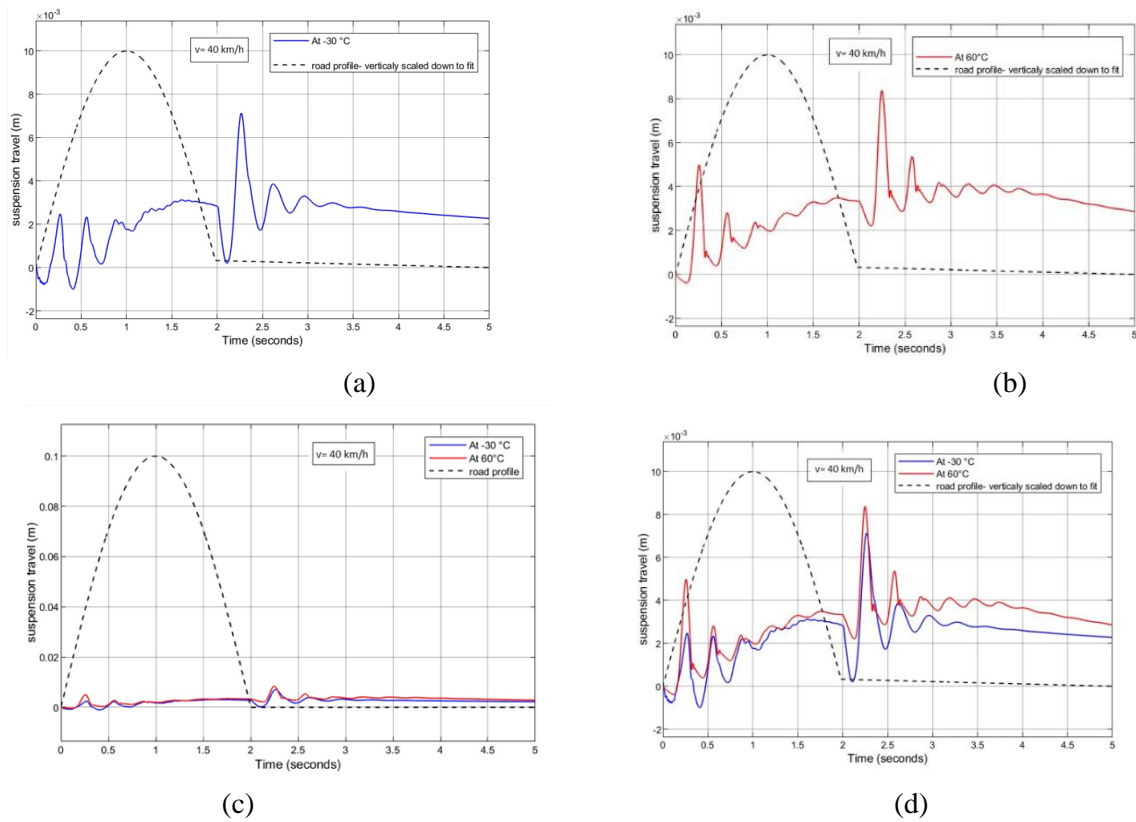 ×10⁻³
10
8
6
4
2
0
-2
suspension travel (m)
v= 40 km/h
At -30 °C
road profile- verticaly scaled down to fit
0 0.5 1 1.5 2 2.5 3 3.5 4 4.5 5
Time (seconds)
(a)
×10⁻³
10
8
6
4
2
0
-2
suspension travel (m)
v= 40 km/h
At 60°C
road profile- verticaly scaled down to fit
0 0.5 1 1.5 2 2.5 3 3.5 4 4.5 5
Time (seconds)
(b)
0.1
0.08
0.06
0.04
0.02
0
suspension travel (m)
v= 40 km/h
At -30 °C
At 60°C
road profile
0 0.5 1 1.5 2 2.5 3 3.5 4 4.5 5
Time (seconds)
(c)
×10⁻³
10
8
6
4
2
0
-2
suspension travel (m)
v= 40 km/h
At -30 °C
At 60°C
road profile- verticaly scaled down to fit
0 0.5 1 1.5 2 2.5 3 3.5 4 4.5 5
Time (seconds)
(d)